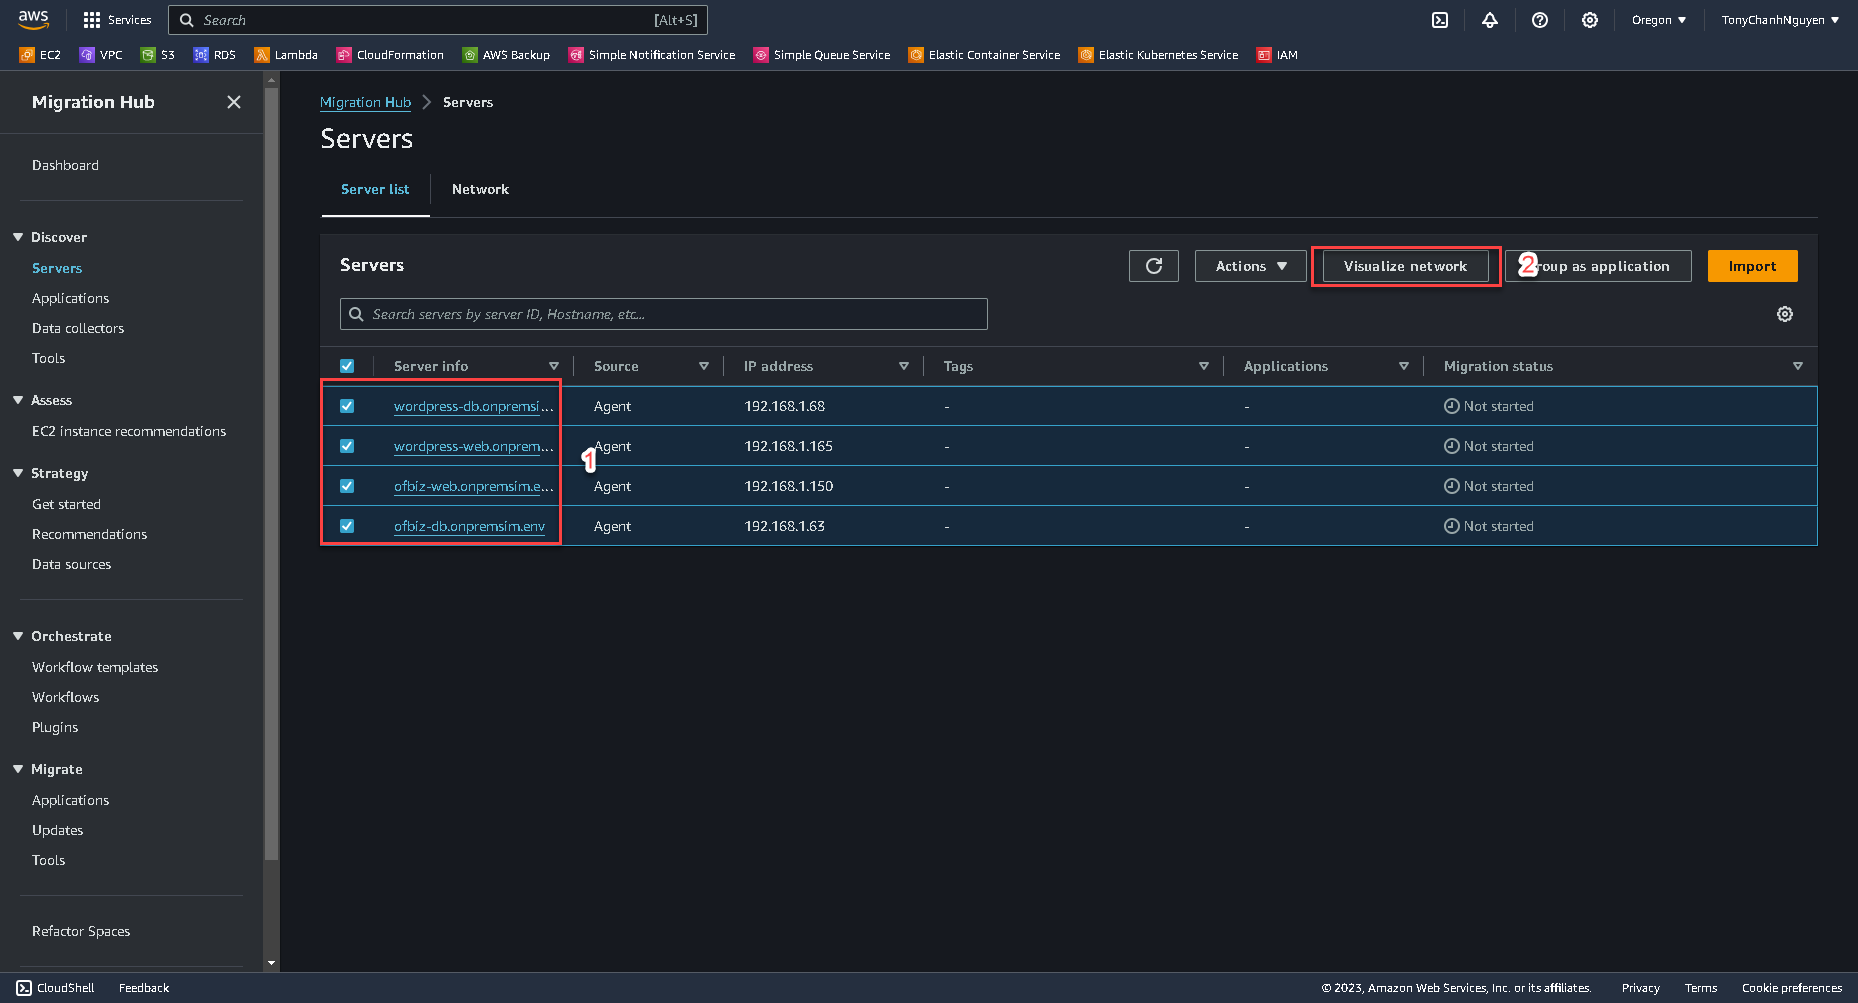 aws
Services
Search
[Alt+S]
Oregon ▼
TonyChanhNguyen ▼
EC2
VPC
S3
RDS
Lambda
CloudFormation
AWS Backup
Simple Notification Service
Simple Queue Service
Elastic Container Service
Elastic Kubernetes Service
IAM
Migration Hub
Dashboard
Discover
Servers
Applications
Data collectors
Tools
Assess
EC2 instance recommendations
Strategy
Get started
Recommendations
Data sources
Orchestrate
Workflow templates
Workflows
Plugins
Migrate
Applications
Updates
Tools
Refactor Spaces
Migration Hub > Servers
Servers
Server list
Network
Servers
Actions ▼
Visualize network
2
roup as application
Import
Search servers by server ID, Hostname, etc...
Server info
Source
IP address
Tags
Applications
Migration status
wordpress-db.onpremsi... Agent 192.168.1.68 - - Not started
wordpress-web.onprem... Agent 192.168.1.165 - - Not started
1
ofbiz-web.onpremsim.e... Agent 192.168.1.150 - - Not started
ofbiz-db.onpremsim.env Agent 192.168.1.63 - - Not started
CloudShell
Feedback
© 2023, Amazon Web Services, Inc. or its affiliates.
Privacy
Terms
Cookie preferences